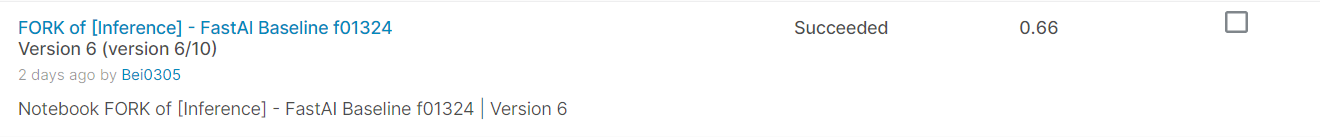 FORK of [Inference] - FastAI Baseline f01324 Succeeded 0.66
Version 6 (version 6/10)
2 days ago by Bei0305
Notebook FORK of [Inference] - FastAI Baseline f01324 | Version 6